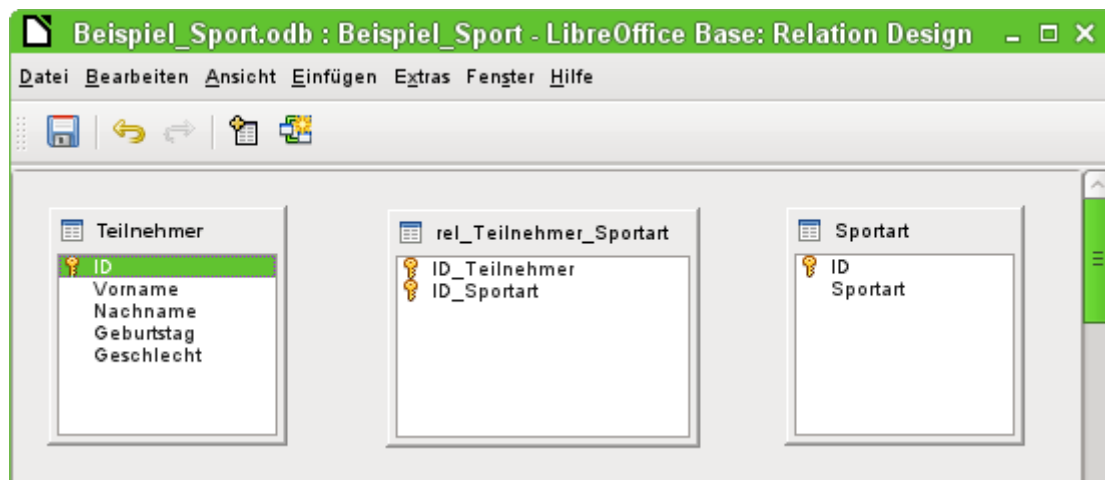 Beispiel_Sport.odb : Beispiel_Sport - LibreOffice Base: Relation Design
Datei Bearbeiten Ansicht Einfügen Extras Fenster Hilfe
Teilnehmer
ID
Vorname
Nachname
Geburtstag
Geschlecht
rel_Teilnehmer_Sportart
ID_Teilnehmer
ID_Sportart
Sportart
ID
Sportart